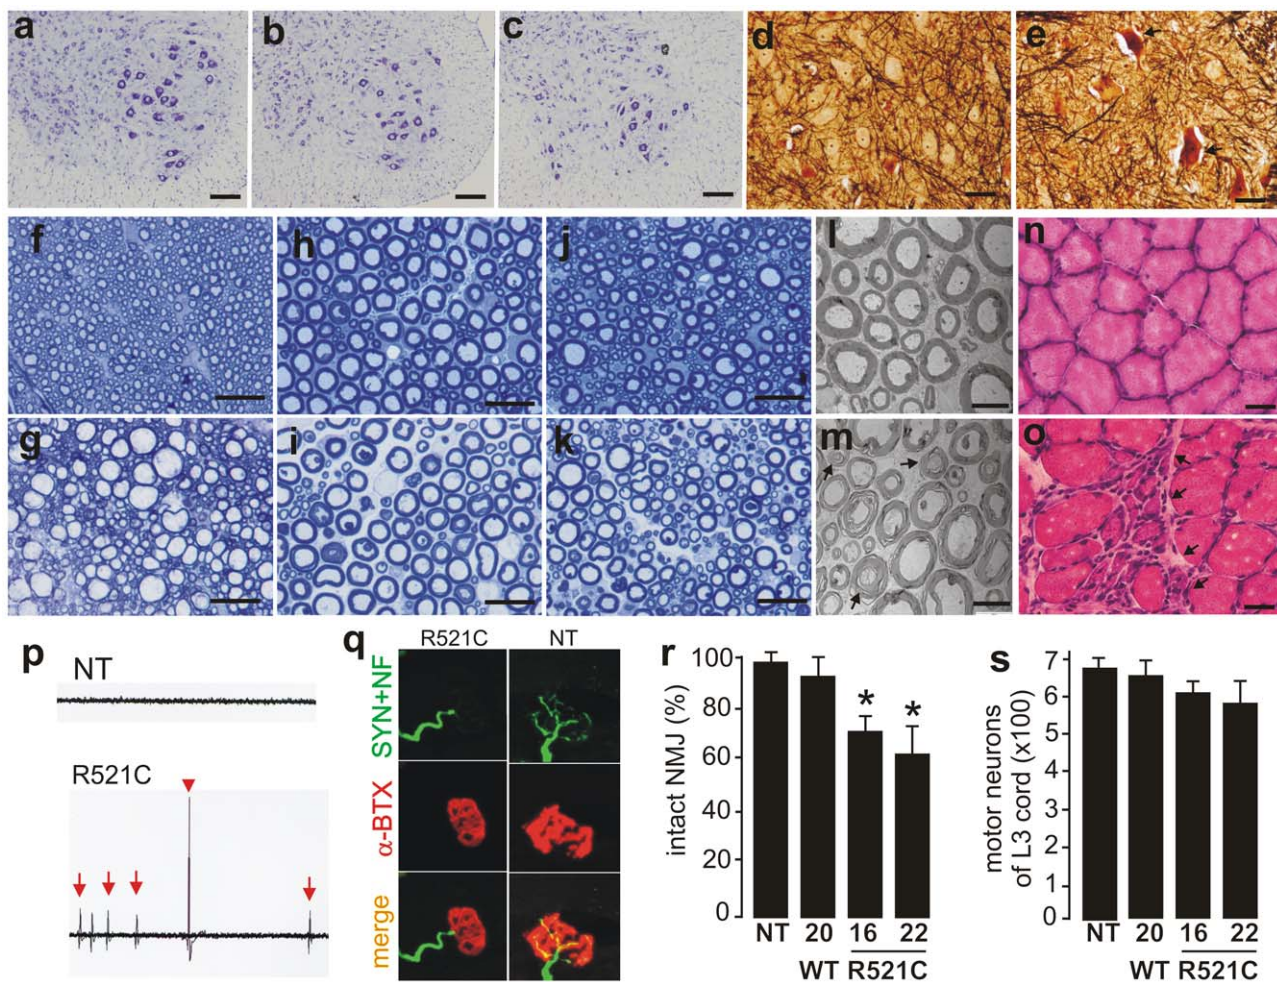 a b c d e
f h j l n
g i k m o
p
NT
R521C
q
R521C NT
SYN+NF
α-BTX
merge
r
intact NMJ (%)
100
80
60
40
20
0
NT 20 16 22
WT R521C
s
motor neurons
of L3 cord (x100)
7
6
5
4
3
2
1
0
NT 20 16 22
WT R521C
* *